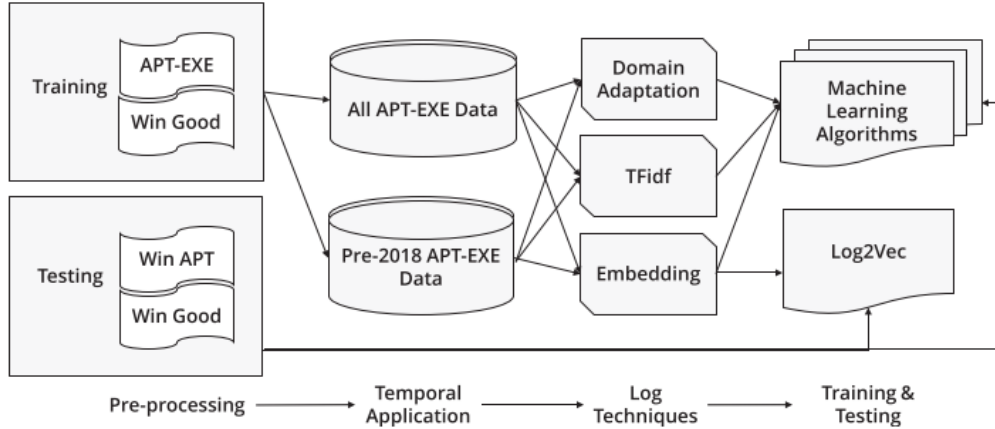 Training
APT-EXE
Win Good
Testing
Win APT
Win Good
All APT-EXE Data
Pre-2018 APT-EXE
Data
Domain
Adaptation
TFidf
Embedding
Machine
Learning
Algorithms
Log2Vec
Pre-processing
Temporal
Application
Log
Techniques
Training &
Testing